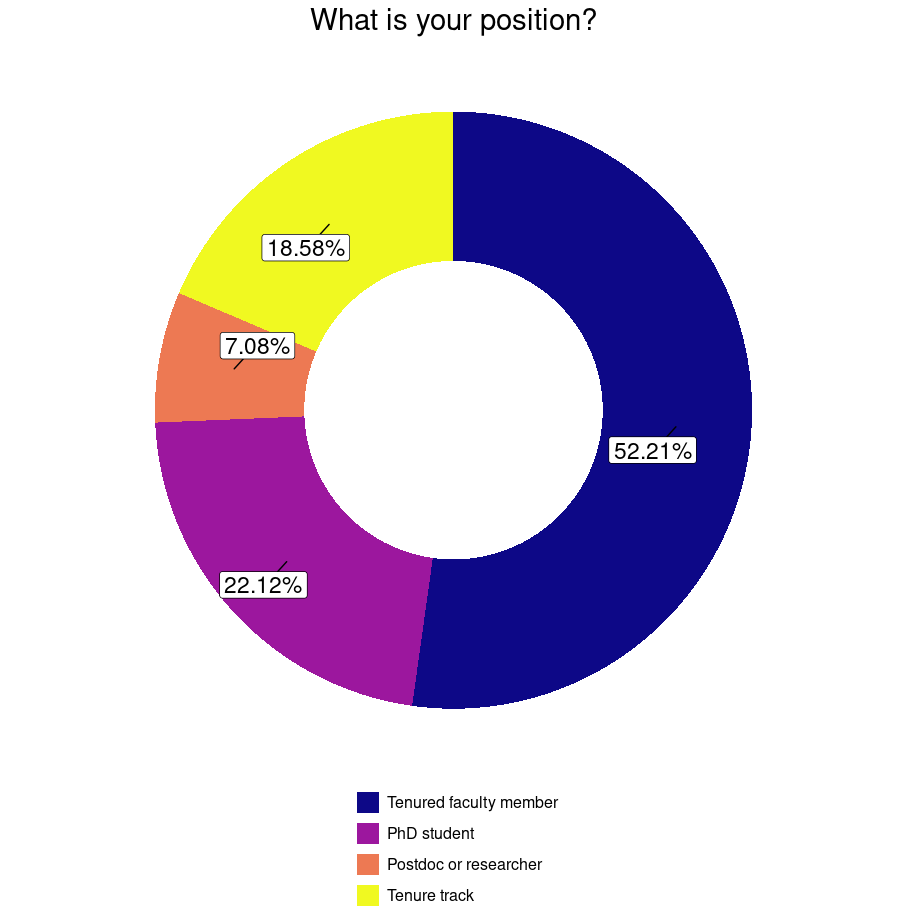 What is your position?
18.58%
7.08%
52.21%
22.12%
Tenured faculty member
PhD student
Postdoc or researcher
Tenure track